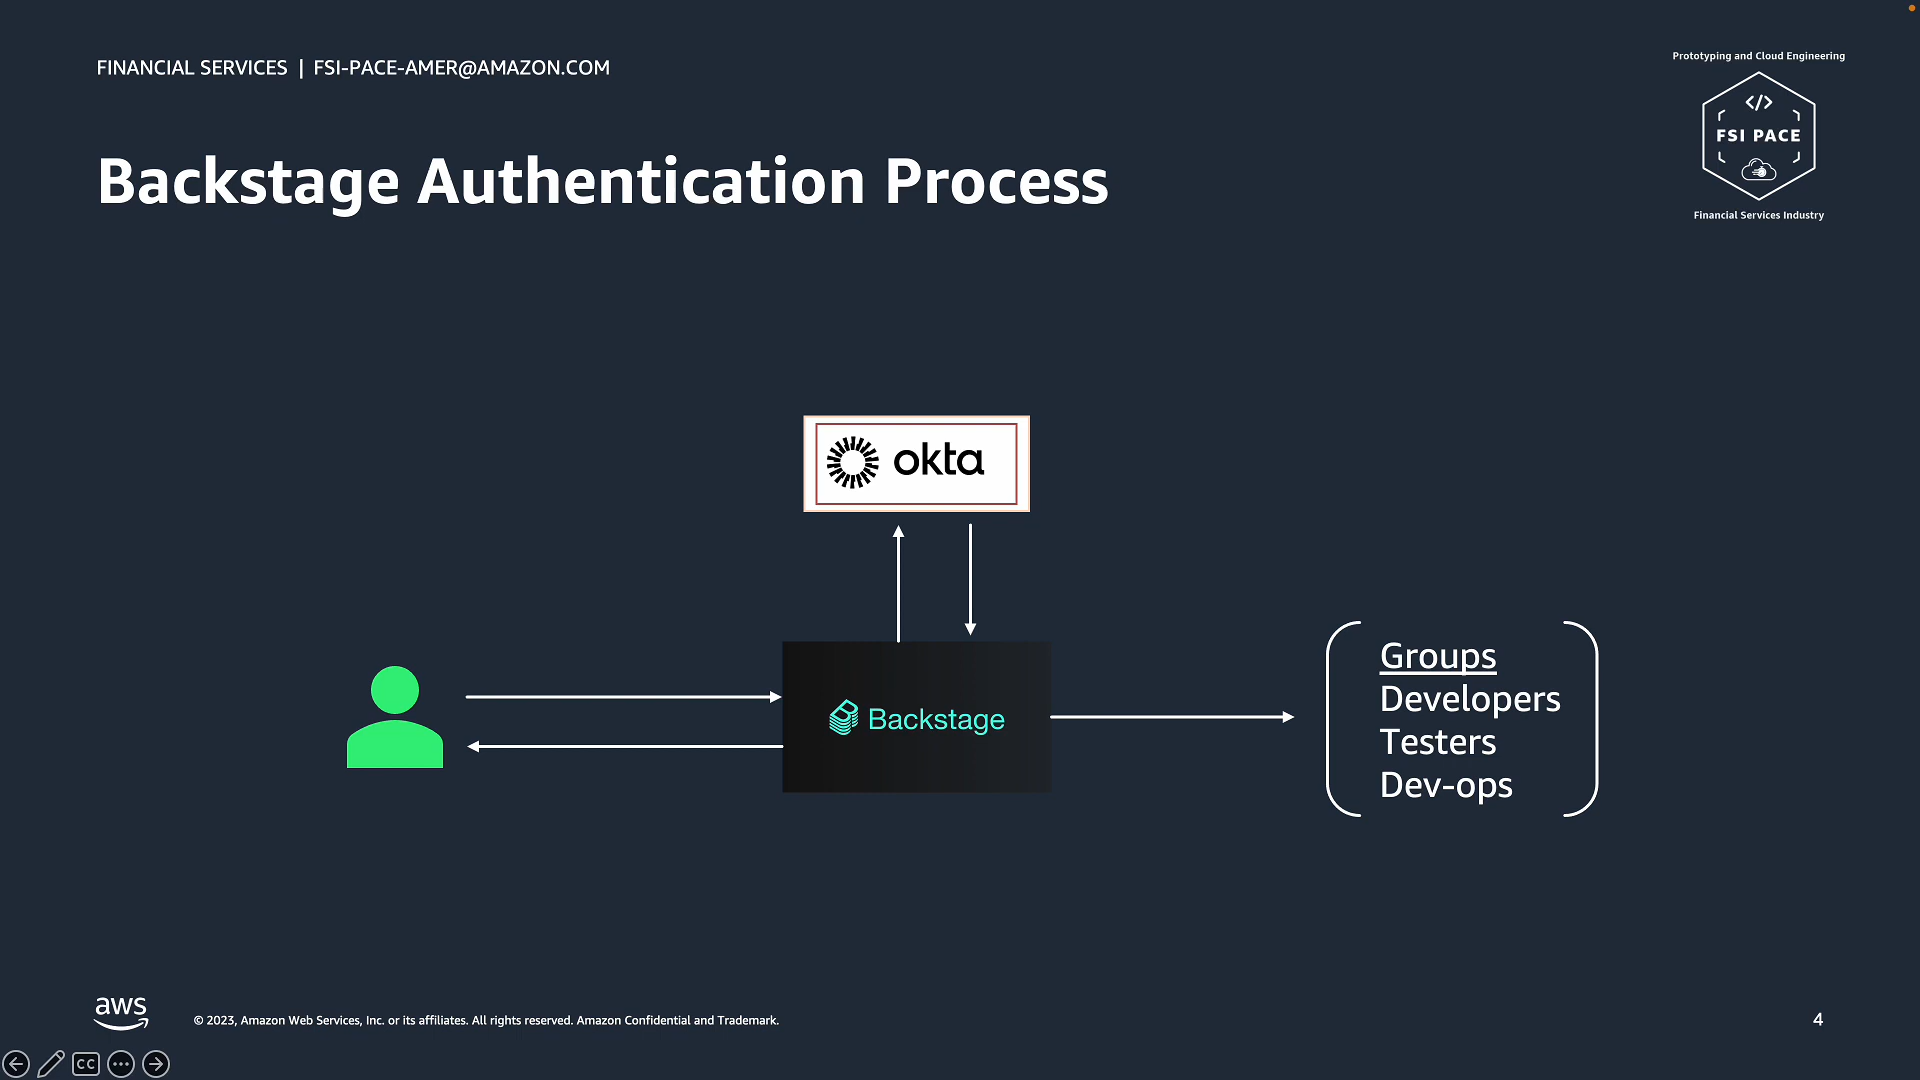 FINANCIAL SERVICES | FSI-PACE-AMER@AMAZON.COM
Prototyping and Cloud Engineering
</>
FSI PACE
Financial Services Industry
Backstage Authentication Process
okta
Backstage
Groups
Developers
Testers
Dev-ops
aws
© 2023, Amazon Web Services, Inc. or its affiliates. All rights reserved. Amazon Confidential and Trademark.
4
CC